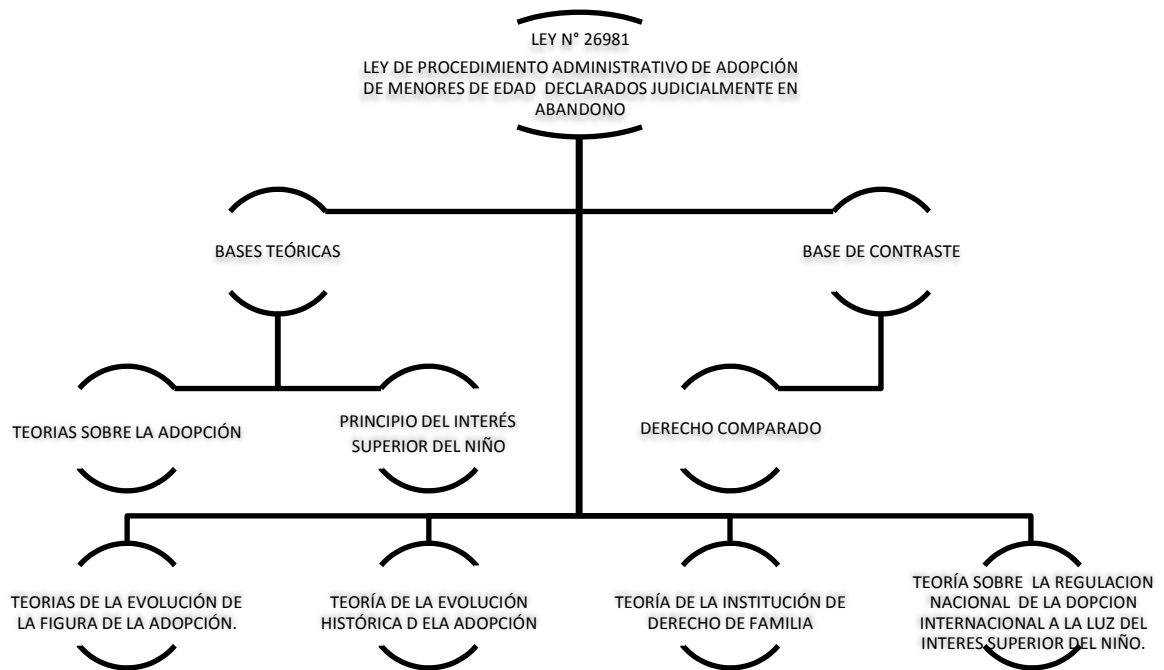 LEY N° 26981
LEY DE PROCEDIMIENTO ADMINISTRATIVO DE ADOPCIÓN
DE MENORES DE EDAD DECLARADOS JUDICIALMENTE EN
ABANDONO
BASES TEÓRICAS
BASE DE CONTRASTE
TEORIAS SOBRE LA ADOPCIÓN
PRINCIPIO DEL INTERÉS
SUPERIOR DEL NIÑO
DERECHO COMPARADO
TEORIAS DE LA EVOLUCIÓN DE
LA FIGURA DE LA ADOPCIÓN.
TEORÍA DE LA EVOLUCIÓN
HISTÓRICA D ELA ADOPCIÓN
TEORÍA DE LA INSTITUCIÓN DE
DERECHO DE FAMILIA
TEORÍA SOBRE LA REGULACION
NACIONAL DE LA DOPCION
INTERNACIONAL A LA LUZ DEL
INTERES SUPERIOR DEL NIÑO.